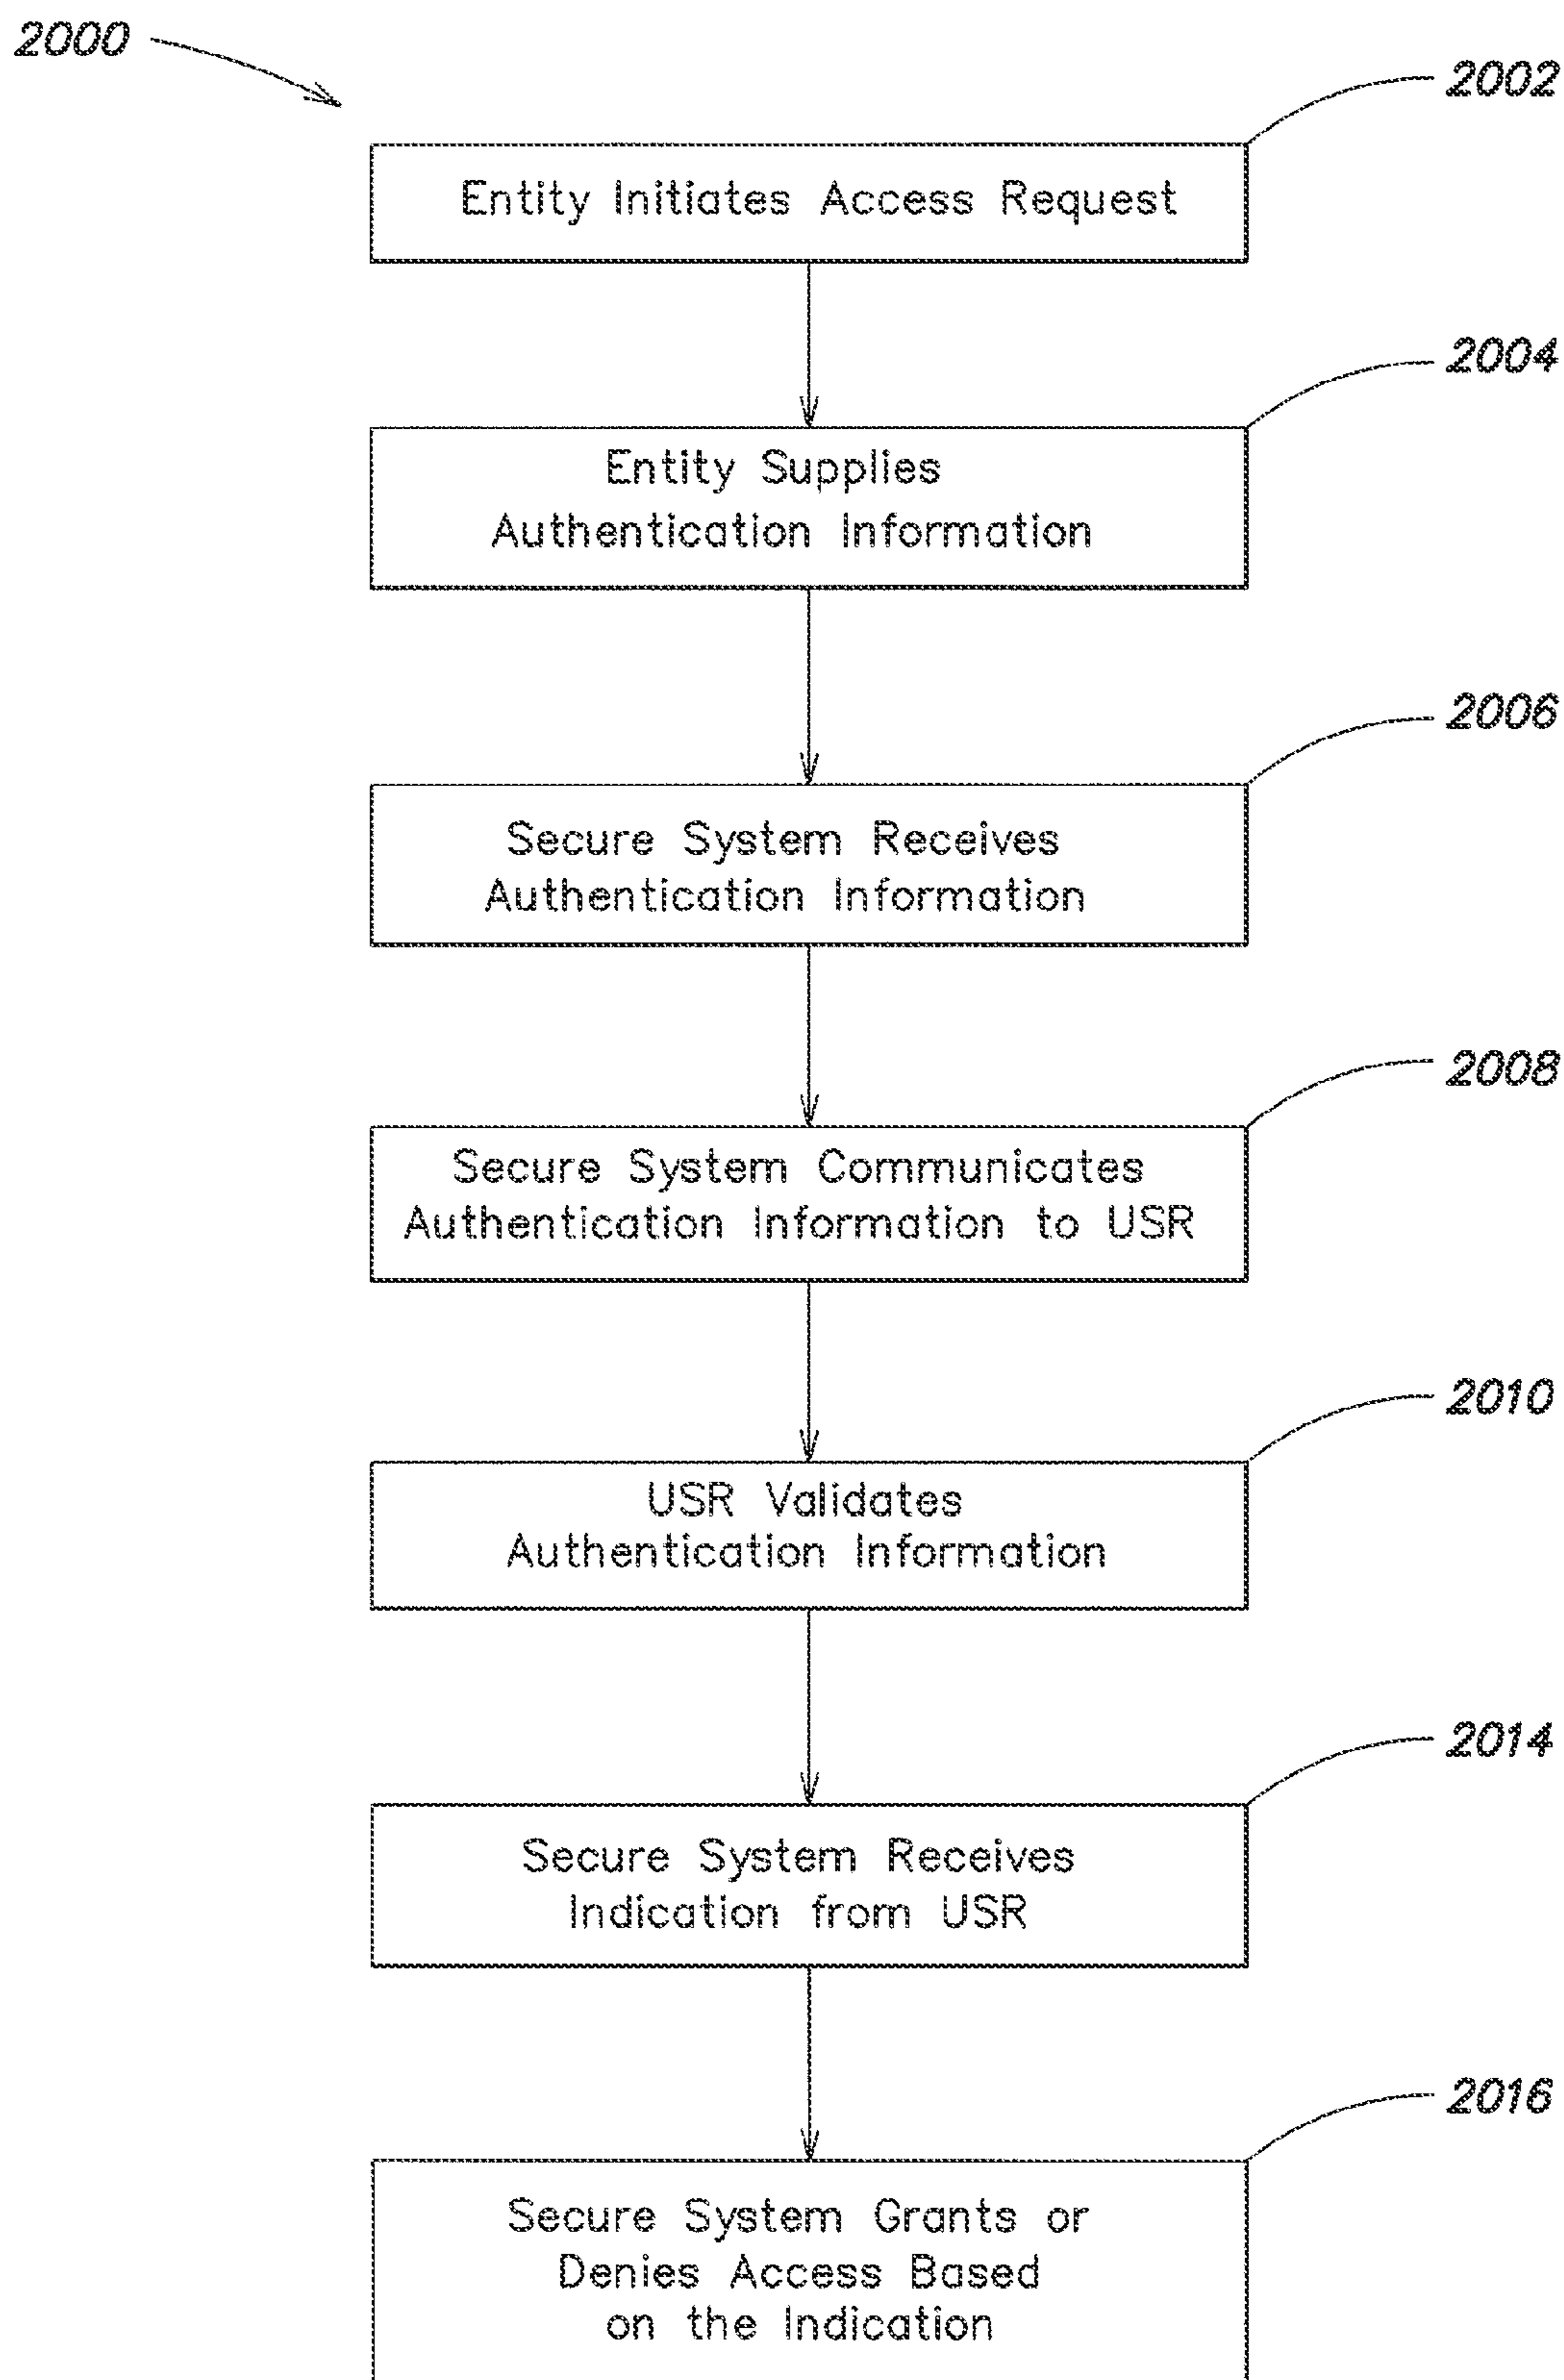 2000
2002
Entity Initiates Access Request
2004
Entity Supplies
Authentication Information
2006
Secure System Receives
Authentication Information
2008
Secure System Communicates
Authentication Information to USR
2010
USR Validates
Authentication Information
2014
Secure System Receives
Indication from USR
2016
Secure System Grants or
Denies Access Based
on the Indication